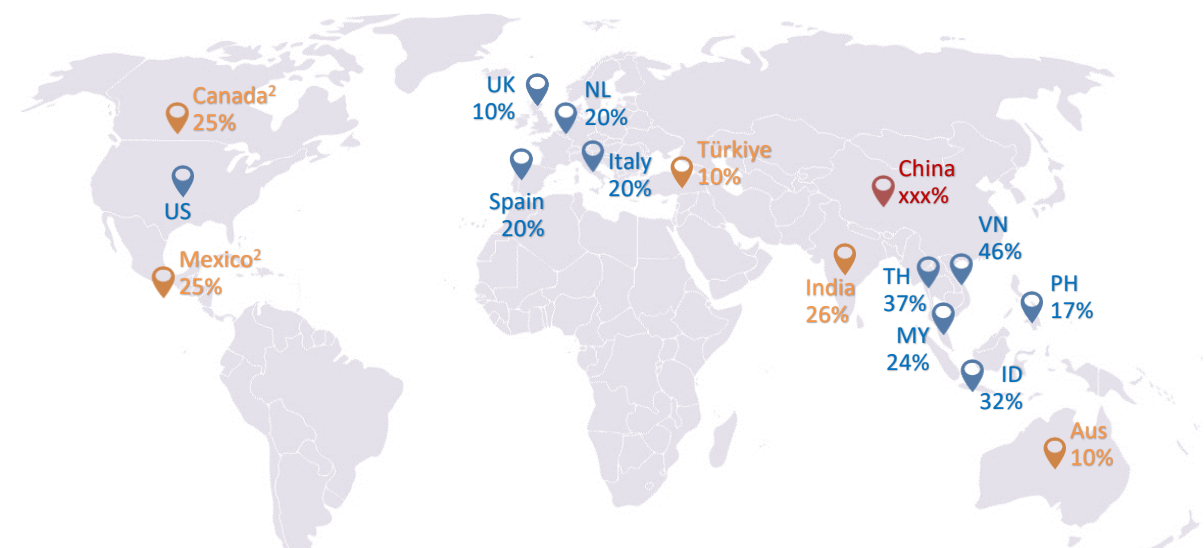 Canada²
25%
US
Mexico²
25%
UK
10%
NL
20%
Italy
20%
Spain
20%
Türkiye
10%
China
xxx%
VN
46%
India
26%
TH
37%
PH
17%
MY
24%
ID
32%
Aus
10%